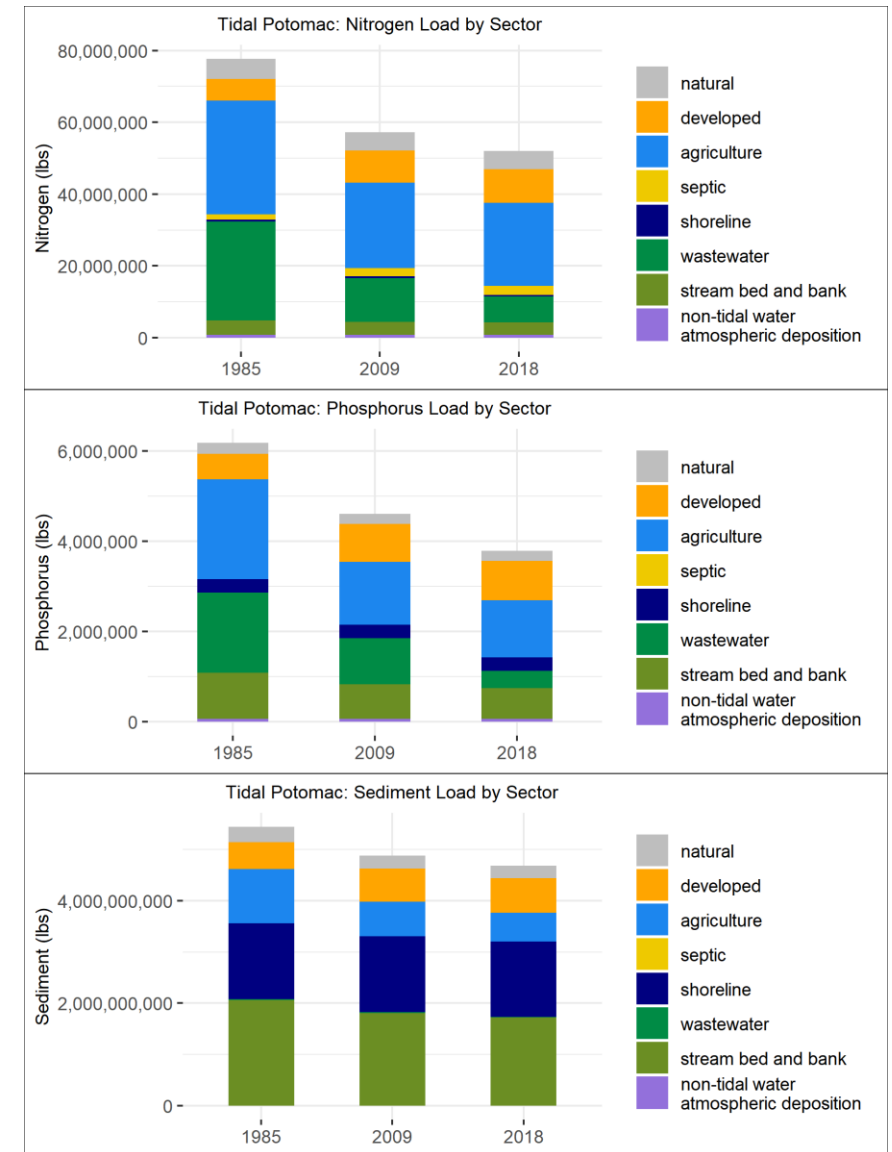 Tidal Potomac: Nitrogen Load by Sector
Nitrogen (lbs)
80,000,000
60,000,000
40,000,000
20,000,000
0
1985
2009
2018
natural
developed
agriculture
septic
shoreline
wastewater
stream bed and bank
non-tidal water
atmospheric deposition
Tidal Potomac: Phosphorus Load by Sector
Phosphorus (lbs)
6,000,000
4,000,000
2,000,000
0
1985
2009
2018
natural
developed
agriculture
septic
shoreline
wastewater
stream bed and bank
non-tidal water
atmospheric deposition
Tidal Potomac: Sediment Load by Sector
Sediment (lbs)
4,000,000,000
2,000,000,000
0
1985
2009
2018
natural
developed
agriculture
septic
shoreline
wastewater
stream bed and bank
non-tidal water
atmospheric deposition